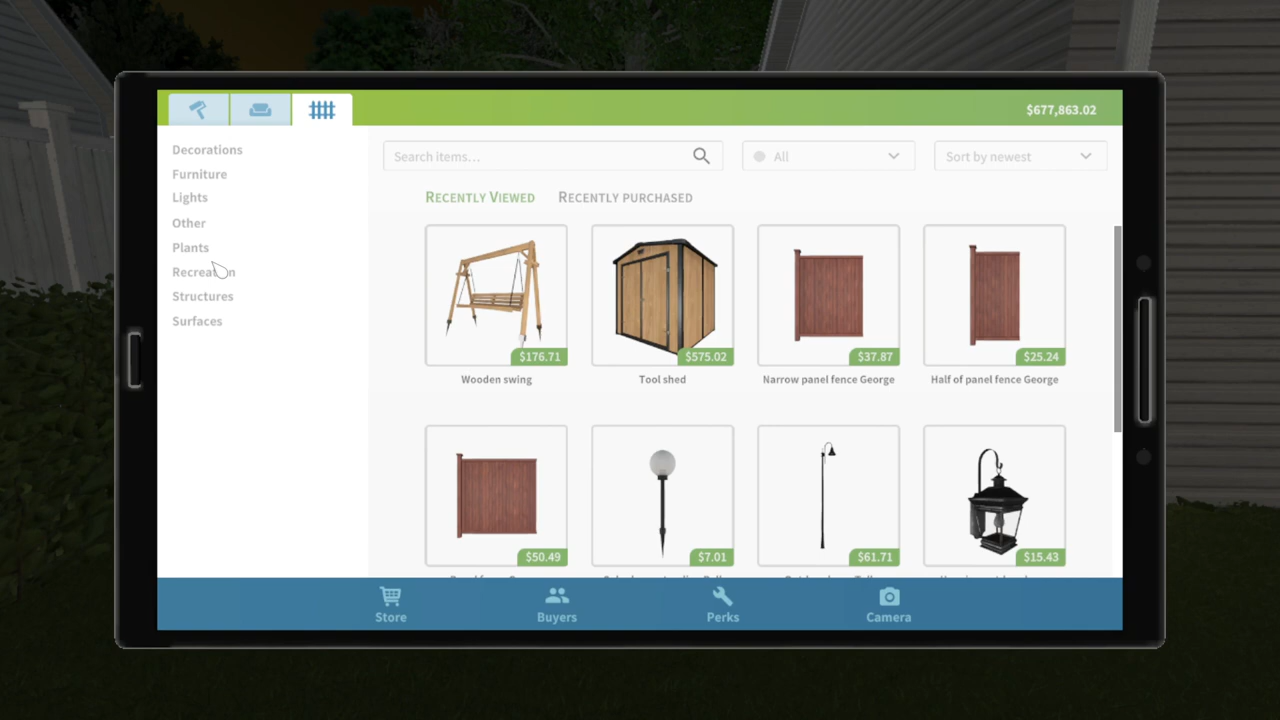 $677,863.02
Decorations
Furniture
Lights
Other
Plants
Recreation
Structures
Surfaces
Search items...
All
Sort by newest
Recently Viewed
Recently purchased
$176.71
$575.02
$37.87
$25.24
Wooden swing
Tool shed
Narrow panel fence George
Half of panel fence George
$50.49
$7.01
$61.71
$15.43
Store
Buyers
Perks
Camera